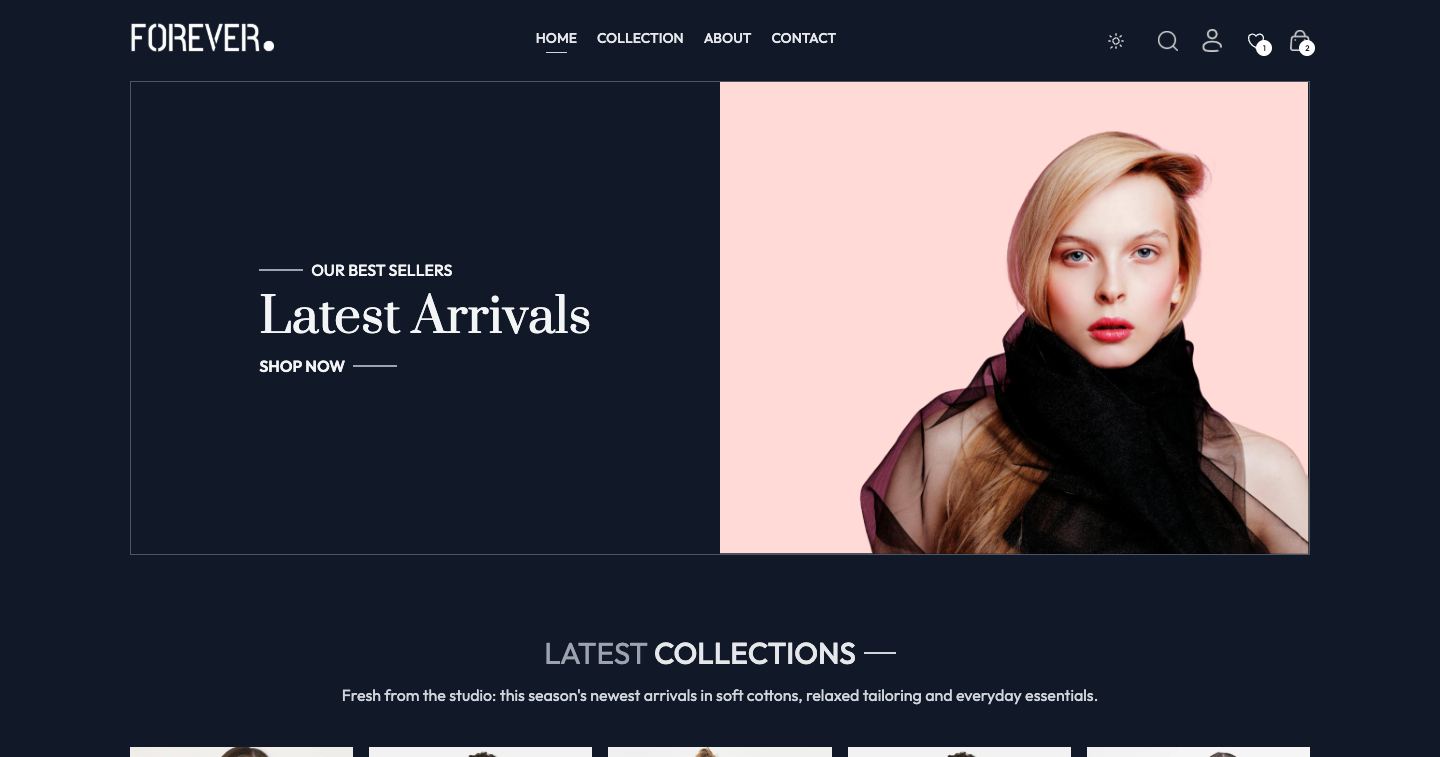 FOREVER.
HOME COLLECTION ABOUT CONTACT
1
2
OUR BEST SELLERS
Latest Arrivals
SHOP NOW
LATEST COLLECTIONS
Fresh from the studio: this season's newest arrivals in soft cottons, relaxed tailoring and everyday essentials.